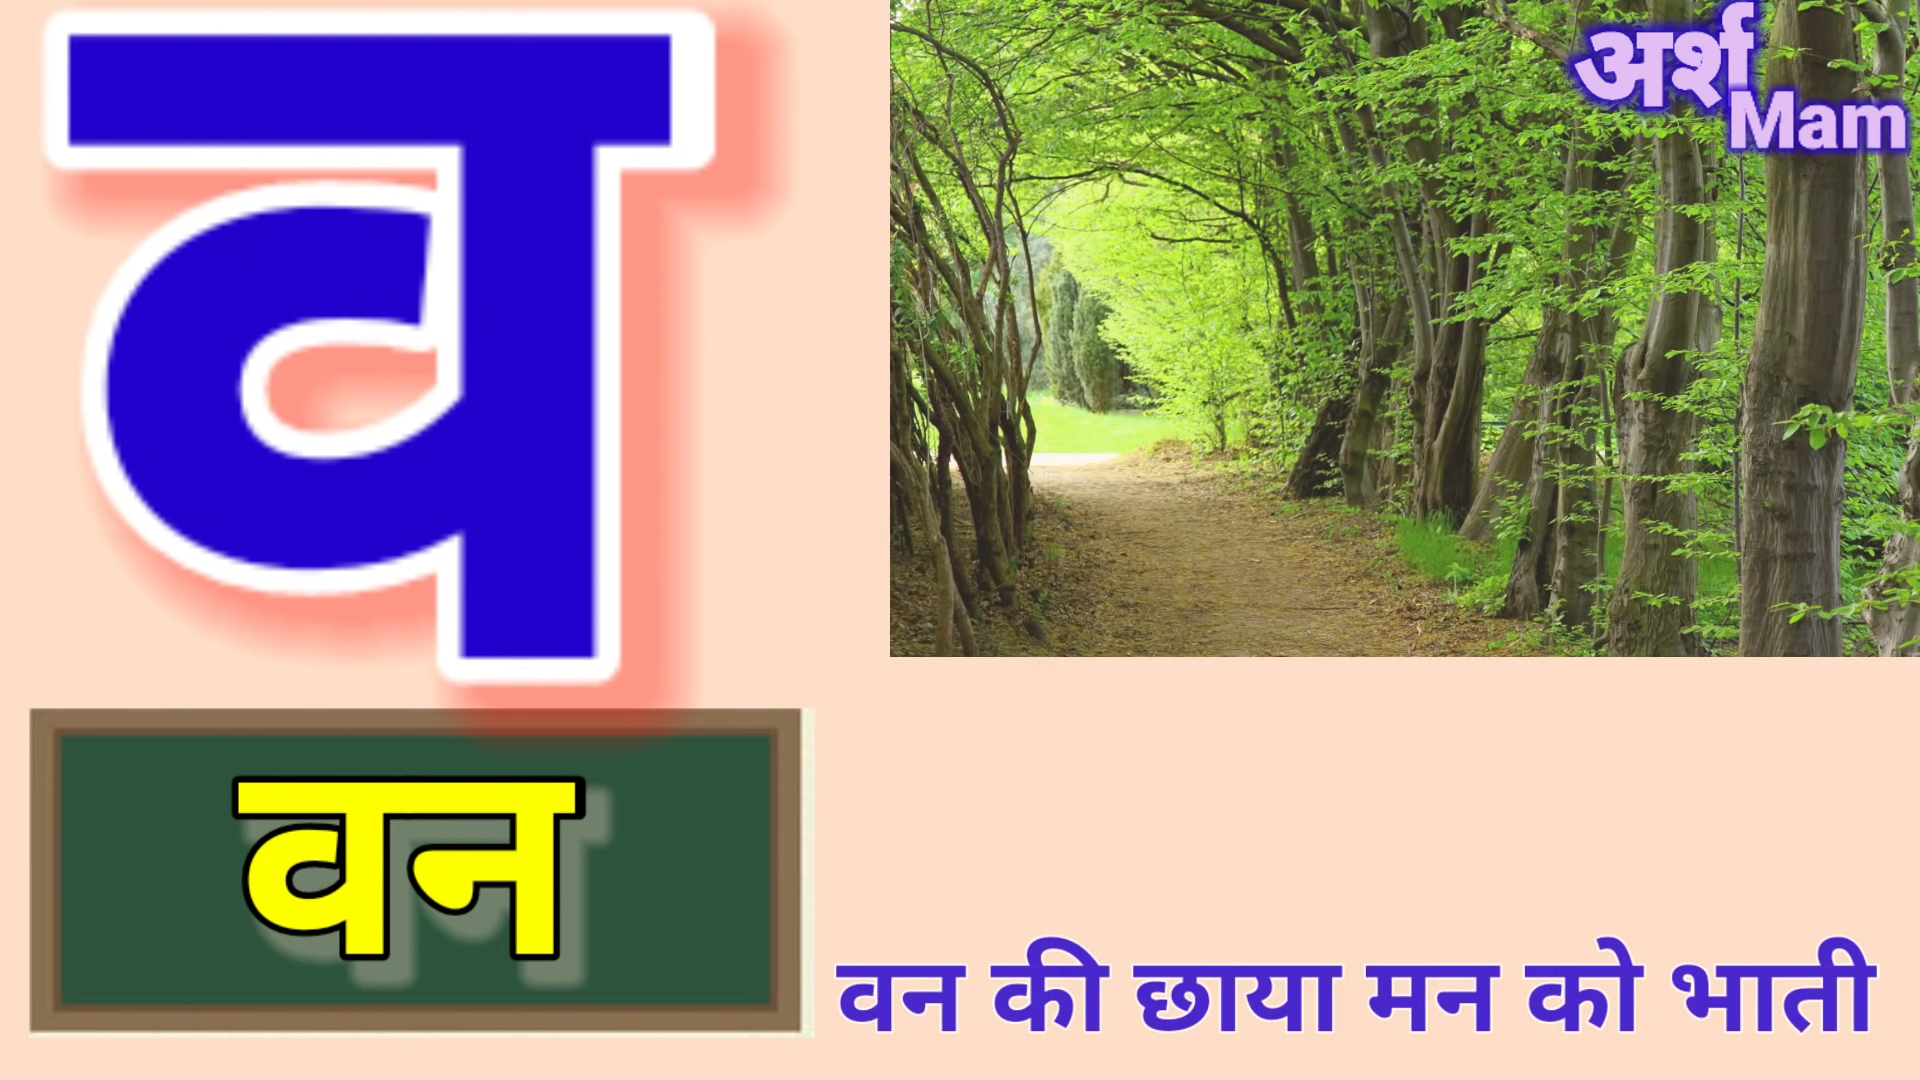 व
अर्श
Mam
वन
वन की छाया मन को भाती